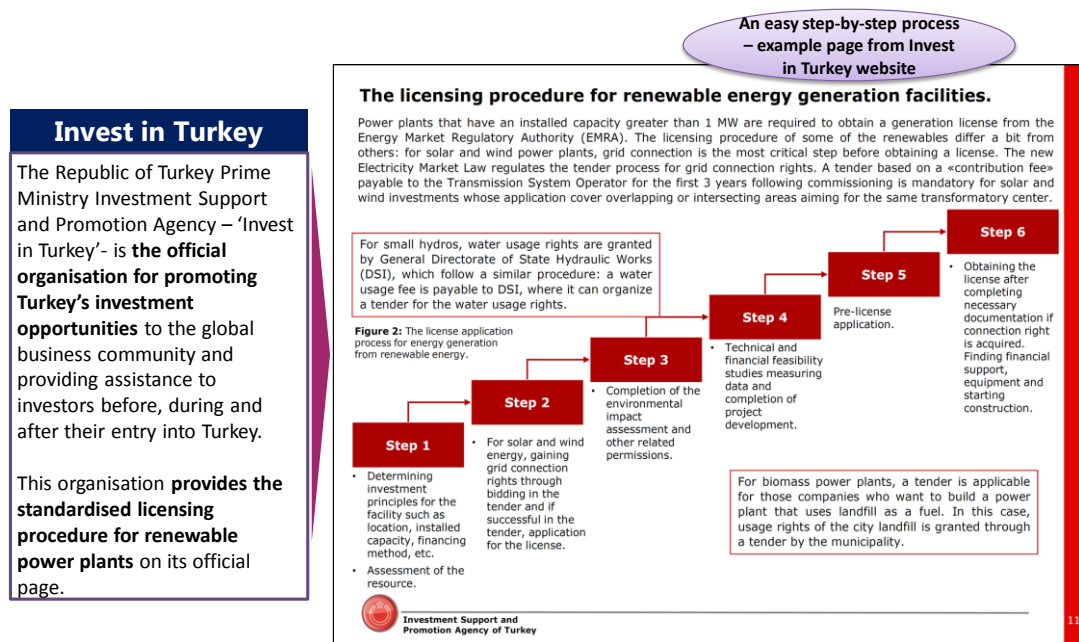 An easy step-by-step process
– example page from Invest
in Turkey website
Invest in Turkey
The Republic of Turkey Prime
Ministry Investment Support
and Promotion Agency – ‘Invest
in Turkey’- is the official
organisation for promoting
Turkey’s investment
opportunities to the global
business community and
providing assistance to
investors before, during and
after their entry into Turkey.
This organisation provides the
standardised licensing
procedure for renewable
power plants on its official
page.
The licensing procedure for renewable energy generation facilities.
Power plants that have an installed capacity greater than 1 MW are required to obtain a generation license from the
Energy Market Regulatory Authority (EMRA). The licensing procedure of some of the renewables differ a bit from
others: for solar and wind power plants, grid connection is the most critical step before obtaining a license. The new
Electricity Market Law regulates the tender process for grid connection rights. A tender based on a «contribution fee»
payable to the Transmission System Operator for the first 3 years following commissioning is mandatory for solar and
wind investments whose application cover overlapping or intersecting areas aiming for the same transformatory center.
For small hydros, water usage rights are granted
by General Directorate of State Hydraulic Works
(DSI), which follow a similar procedure: a water
usage fee is payable to DSI, where it can organize
a tender for the water usage rights.
Figure 2: The license application
process for energy generation
from renewable energy.
Step 1
• Determining
investment
principles for the
facility such as
location, installed
capacity, financing
method, etc.
• Assessment of the
resource.
Step 2
• For solar and wind
energy, gaining
grid connection
rights through
bidding in the
tender and if
successful in the
tender, application
for the license.
Step 3
• Completion of the
environmental
impact
assessment and
other related
permissions.
Step 4
• Technical and
financial feasibility
studies measuring
data and
completion of
project
development.
Step 5
Pre-license
application.
Step 6
• Obtaining the
license after
completing
necessary
documentation if
connection right
is acquired.
Finding financial
support,
equipment and
starting
construction.
For biomass power plants, a tender is applicable
for those companies who want to build a power
plant that uses landfill as a fuel. In this case,
usage rights of the city landfill is granted through
a tender by the municipality.
Investment Support and
Promotion Agency of Turkey
11